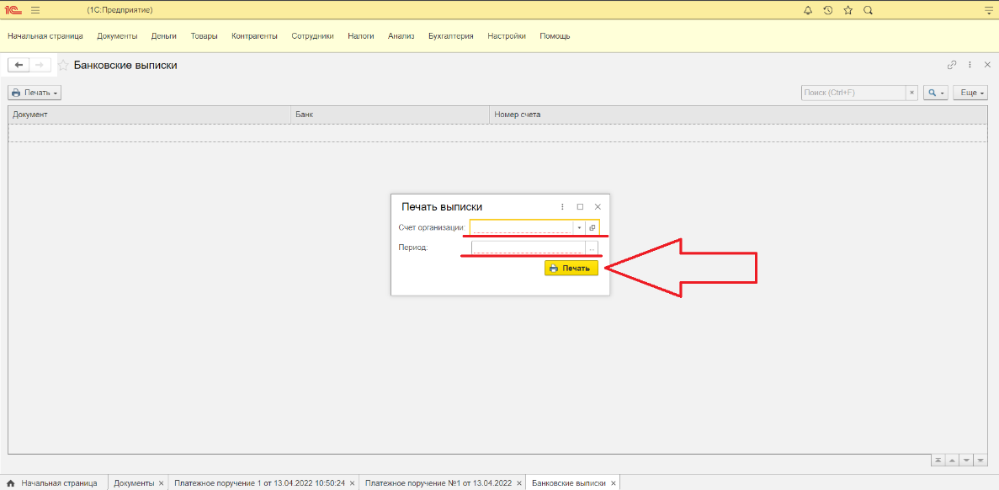 1С (1С:Предприятие)
Начальная страница Документы Деньги Товары Контрагенты Сотрудники Налоги Анализ Бухгалтерия Настройки Помощь
Банковские выписки
Печать Поиск (Ctrl+F) Еще
Документ Банк Номер счета
Печать выписки
Счет организации:
Период: ...
Печать
Начальная страница Документы Платежное поручение 1 от 13.04.2022 10:50:24 Платежное поручение №1 от 13.04.2022 Банковские выписки